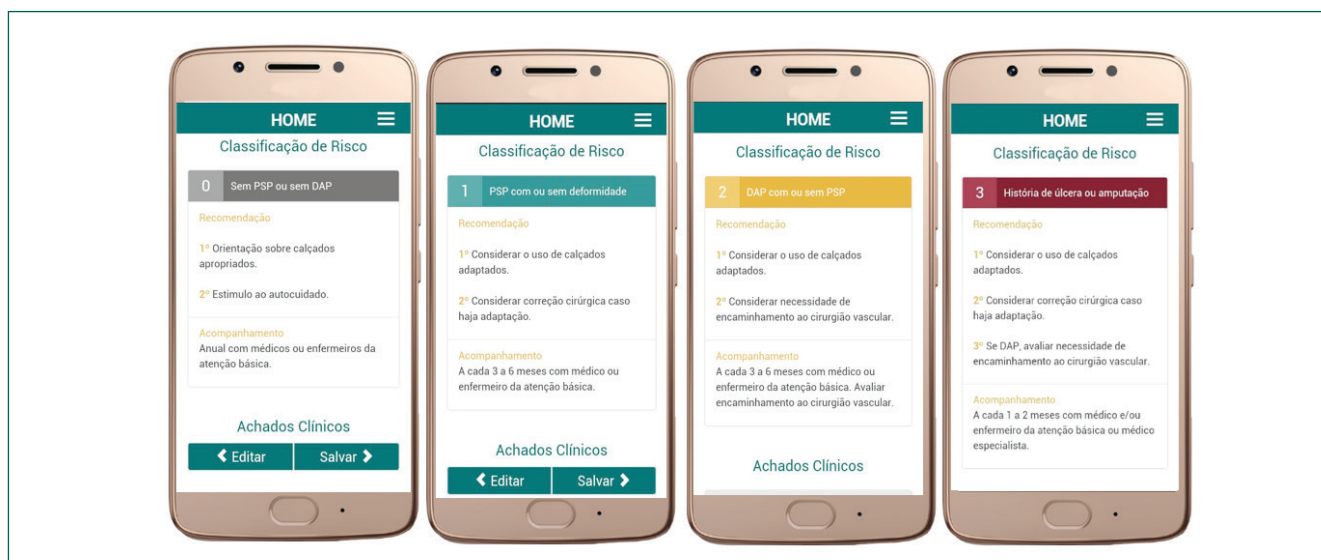 HOME
Classificação de Risco
0 Sem PSP ou sem DAP
Recomendação
1º Orientação sobre calçados
apropriados.
2º Estimulo ao autocuidado.
Acompanhamento
Anual com médicos ou enfermeiros da
atenção básica.
Achados Clínicos
Editar Salvar
HOME
Classificação de Risco
1 PSP com ou sem deformidade
Recomendação
1º Considerar o uso de calçados
adaptados.
2º Considerar correção cirúrgica caso
haja adaptação.
Acompanhamento
A cada 3 a 6 meses com médico ou
enfermeiro da atenção básica.
Achados Clínicos
Editar Salvar
HOME
Classificação de Risco
2 DAP com ou sem PSP
Recomendação
1º Considerar o uso de calçados
adaptados.
2º Considerar necessidade de
encaminhamento ao cirurgião vascular.
Acompanhamento
A cada 3 a 6 meses com médico ou
enfermeiro da atenção básica. Avaliar
encaminhamento ao cirurgião vascular.
Achados Clínicos
HOME
Classificação de Risco
3 História de úlcera ou amputação
Recomendação
1º Considerar o uso de calçados
adaptados.
2º Considerar correção cirúrgica caso
haja adaptação.
3º Se DAP, avaliar necessidade de
encaminhamento ao cirurgião vascular.
Acompanhamento
A cada 1 a 2 meses com médico e/ou
enfermeiro da atenção básica ou médico
especialista.